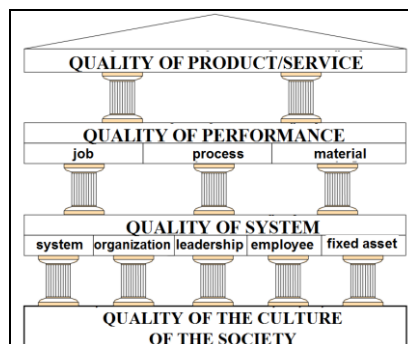 QUALITY OF PRODUCT/SERVICE
QUALITY OF PERFORMANCE
job process material
QUALITY OF SYSTEM
system organization leadership employee fixed asset
QUALITY OF THE CULTURE
OF THE SOCIETY